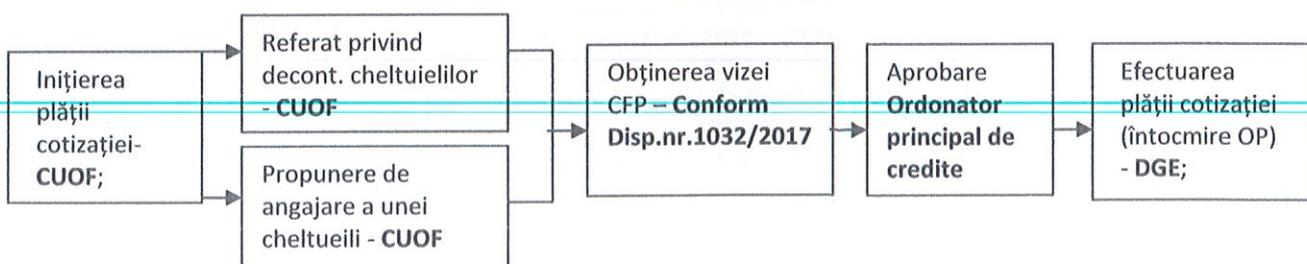 Inițierea
plății
cotizației-
CUOF;
Referat privind
decont. cheltuielilor
- CUOF
Propunere de
angajare a unei
cheltueili - CUOF
Obținerea vizei
CFP – Conform
Disp.nr.1032/2017
Aprobare
Ordonator
principal de
credite
Efectuarea
plății cotizației
(întocmire OP)
- DGE;